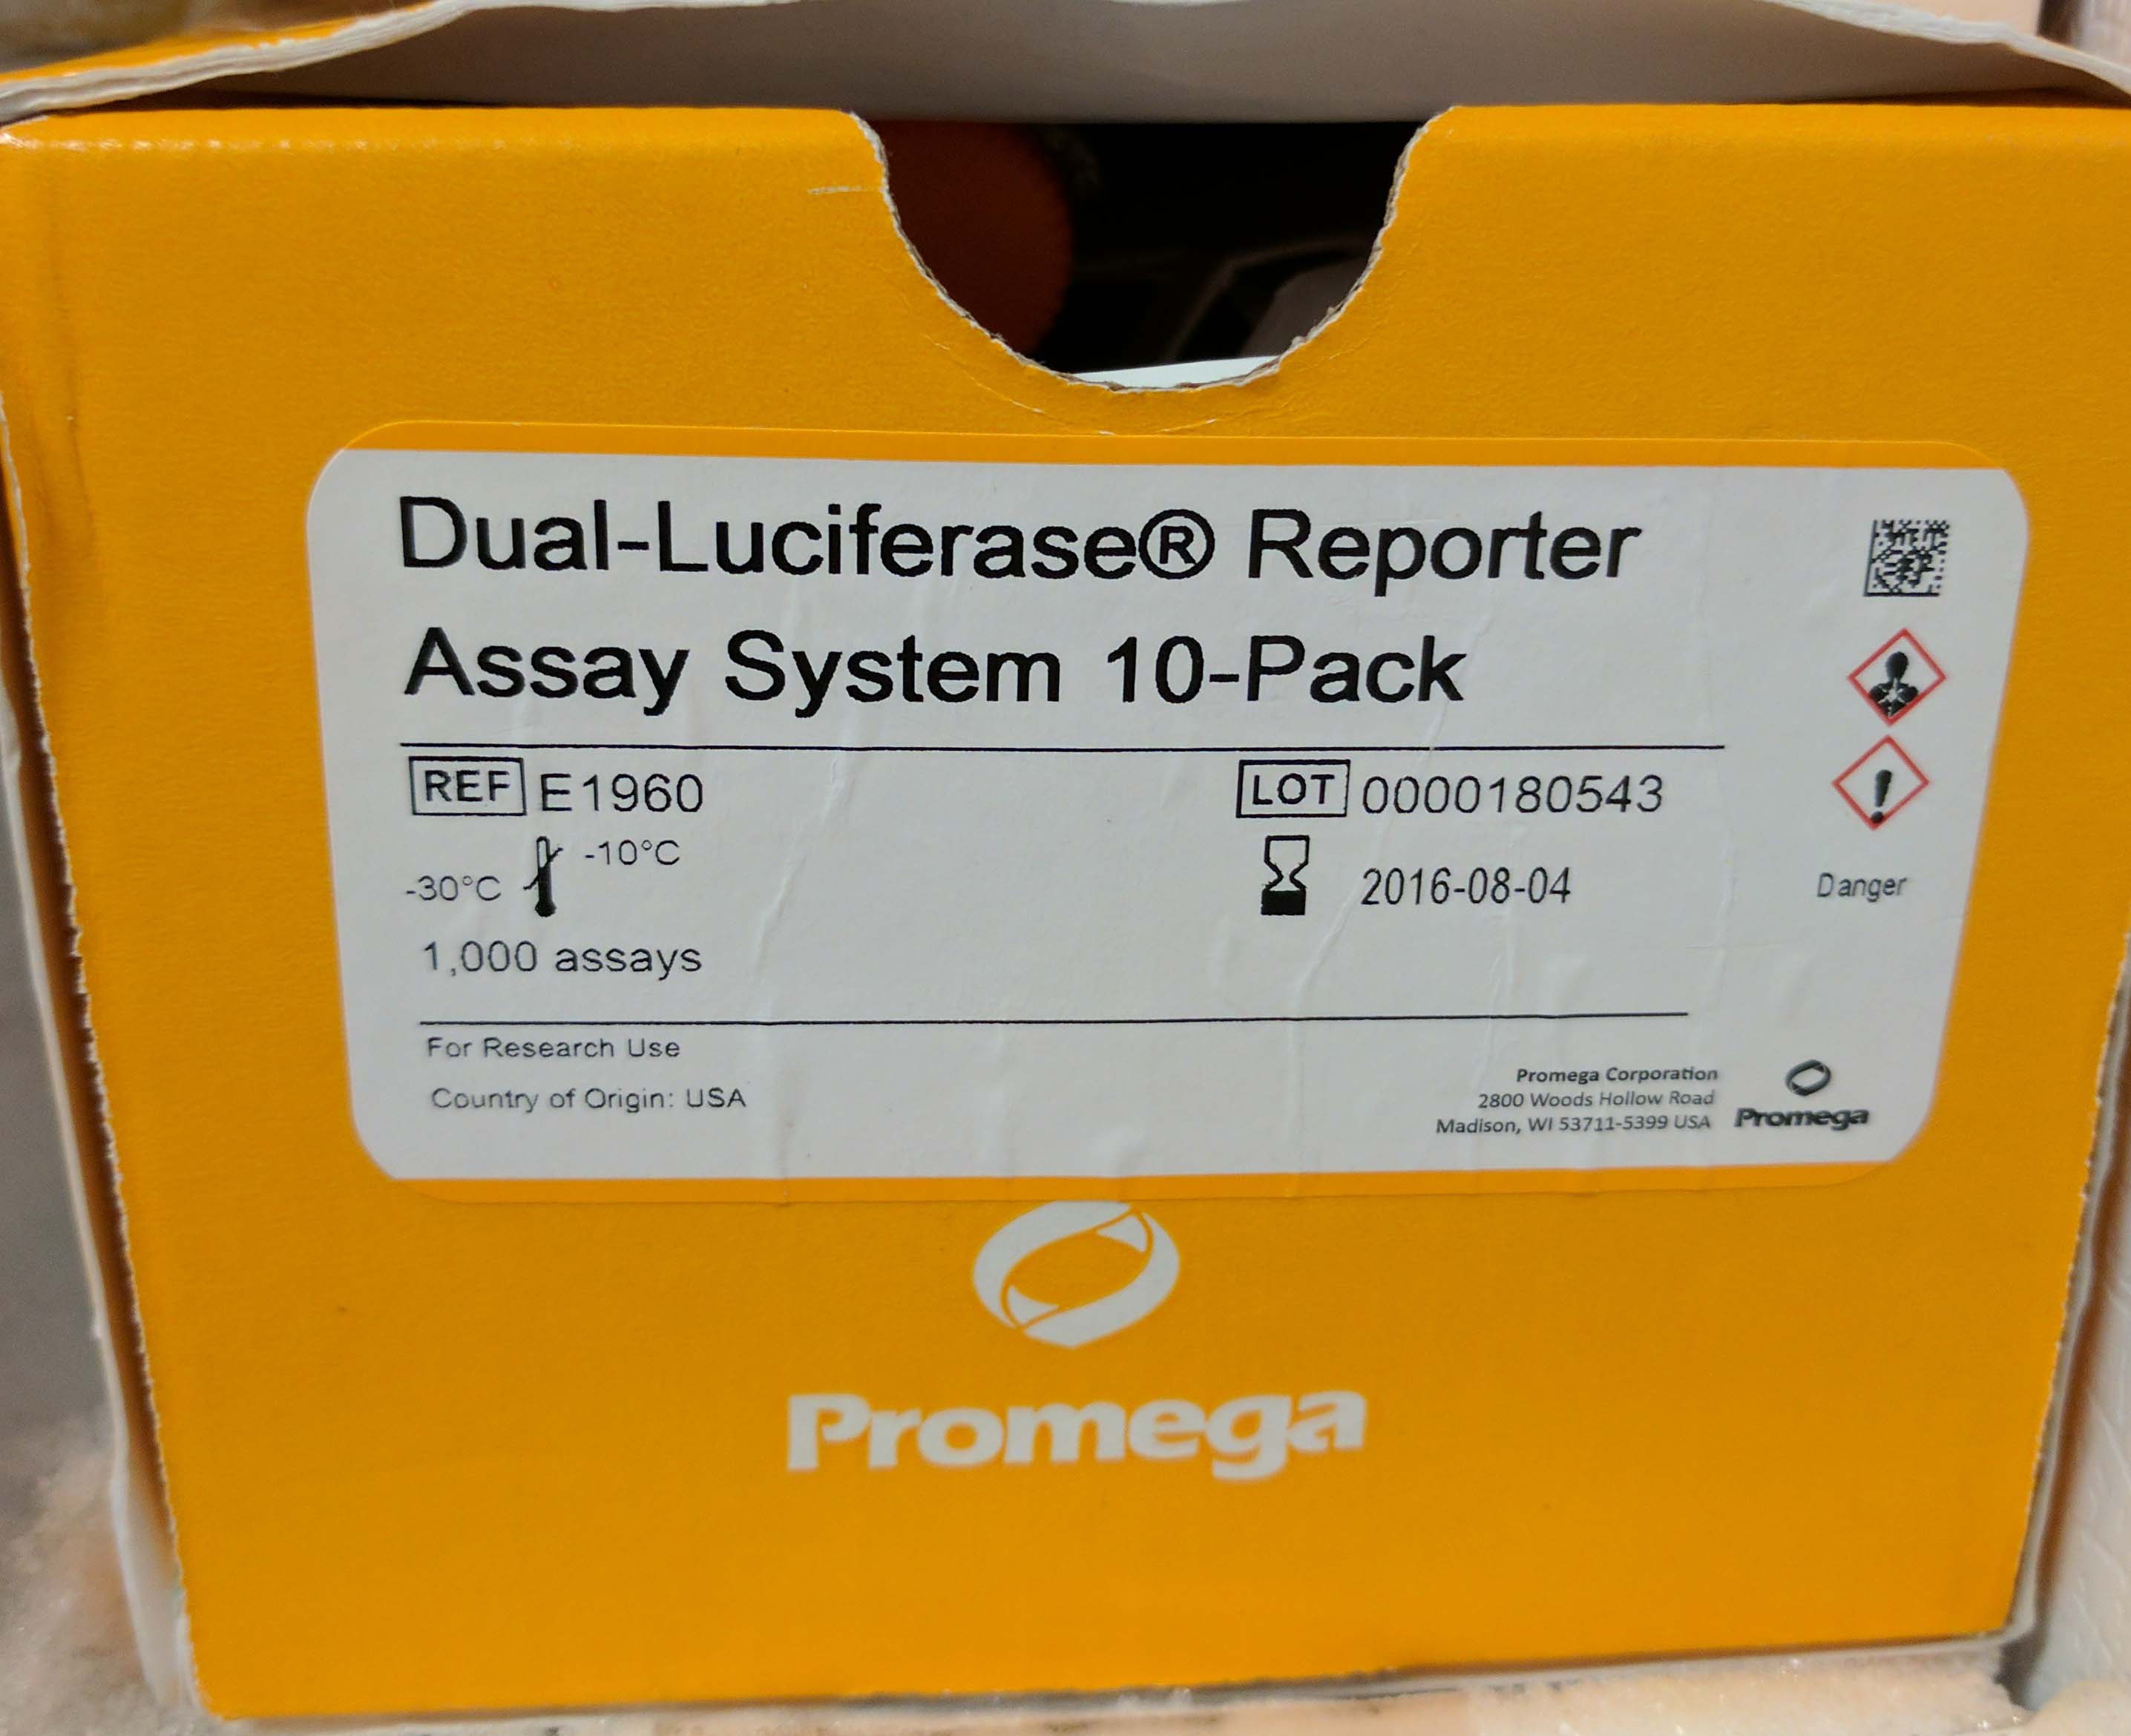 Dual-Luciferase® Reporter
Assay System 10-Pack
REF E1960
LOT 0000180543
-30°C -10°C
2016-08-04
Danger
1,000 assays
For Research Use
Country of Origin: USA
Promega Corporation
2800 Woods Hollow Road
Madison, WI 53711-5399 USA
Promega
Promega